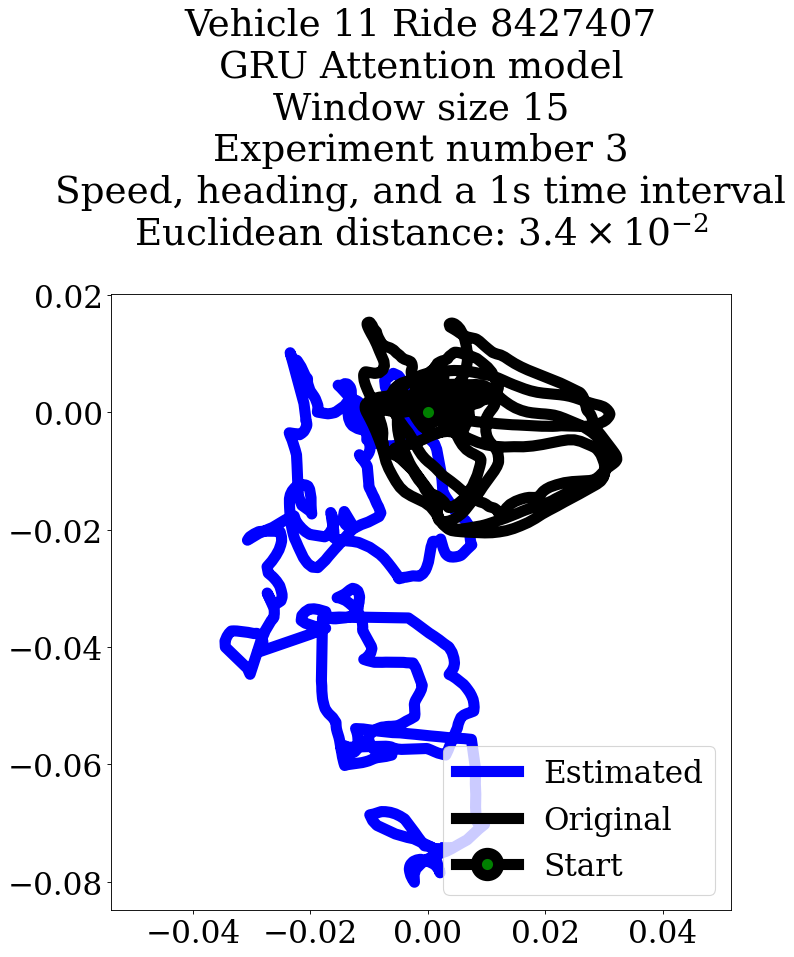 Vehicle 11 Ride 8427407
GRU Attention model
Window size 15
Experiment number 3
Speed, heading, and a 1s time interval
Euclidean distance: 3.4 × 10⁻²
0.02
0.00
−0.02
−0.04
−0.06
−0.08
Estimated
Original
Start
−0.04 −0.02 0.00 0.02 0.04